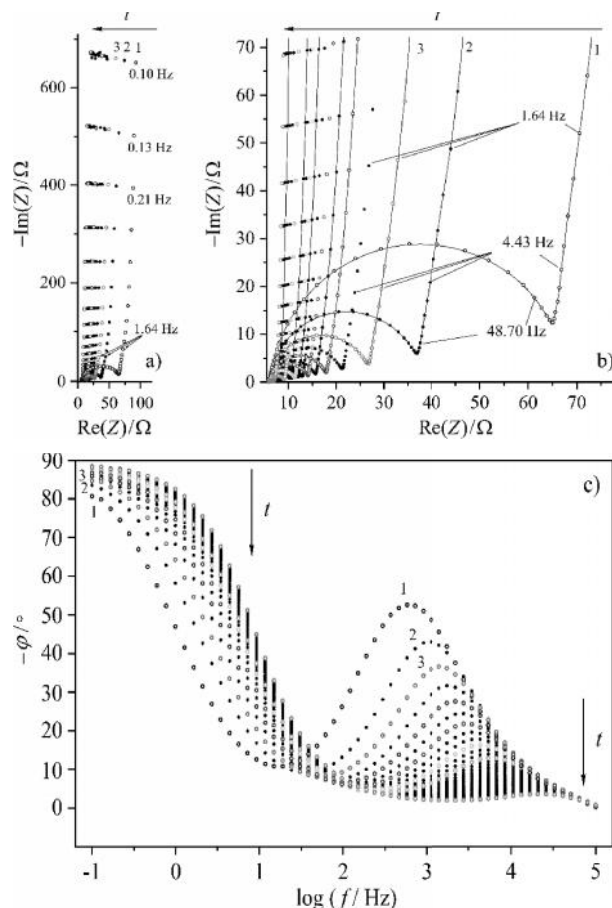 t
t
3 2 1
3
2
1
600
400
200
0
0.10 Hz
0.13 Hz
0.21 Hz
1.64 Hz
a)
0 50 100
Re(Z)/Ω
−Im(Z)/Ω
70
60
50
40
30
20
10
0
1.64 Hz
4.43 Hz
48.70 Hz
b)
10 20 30 40 50 60 70
Re(Z)/Ω
−Im(Z)/Ω
90
80
70
60
50
40
30
20
10
0
c)
3
2
1
t
1
2
3
t
-1 0 1 2 3 4 5
log (f / Hz)
−φ/°